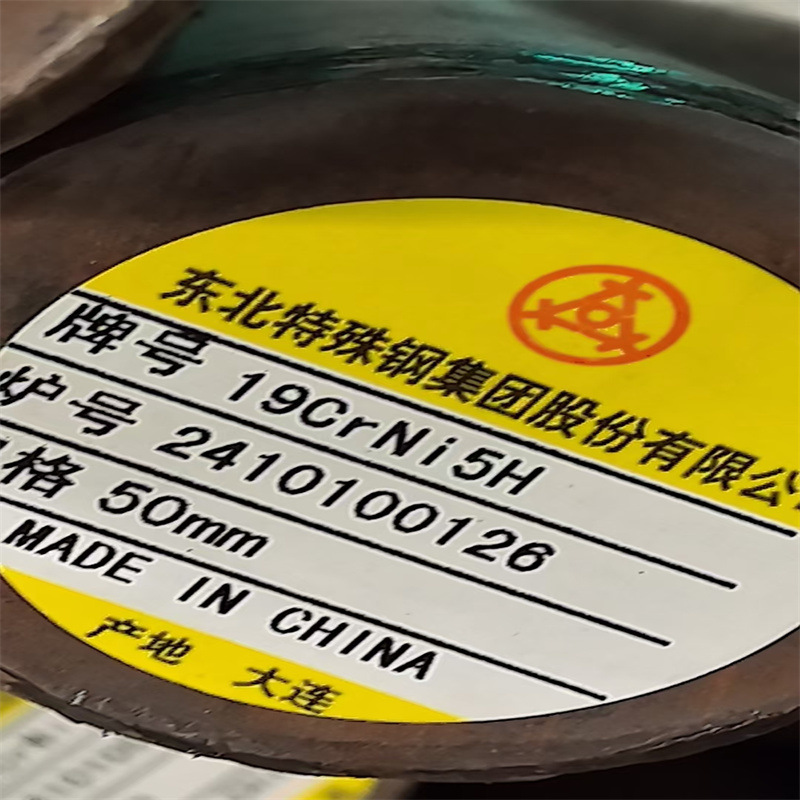 东北特殊钢集团股份有限公
牌号 19CrNi5H
炉号 2410100126
格 50mm
MADE IN CHINA
产地 大连